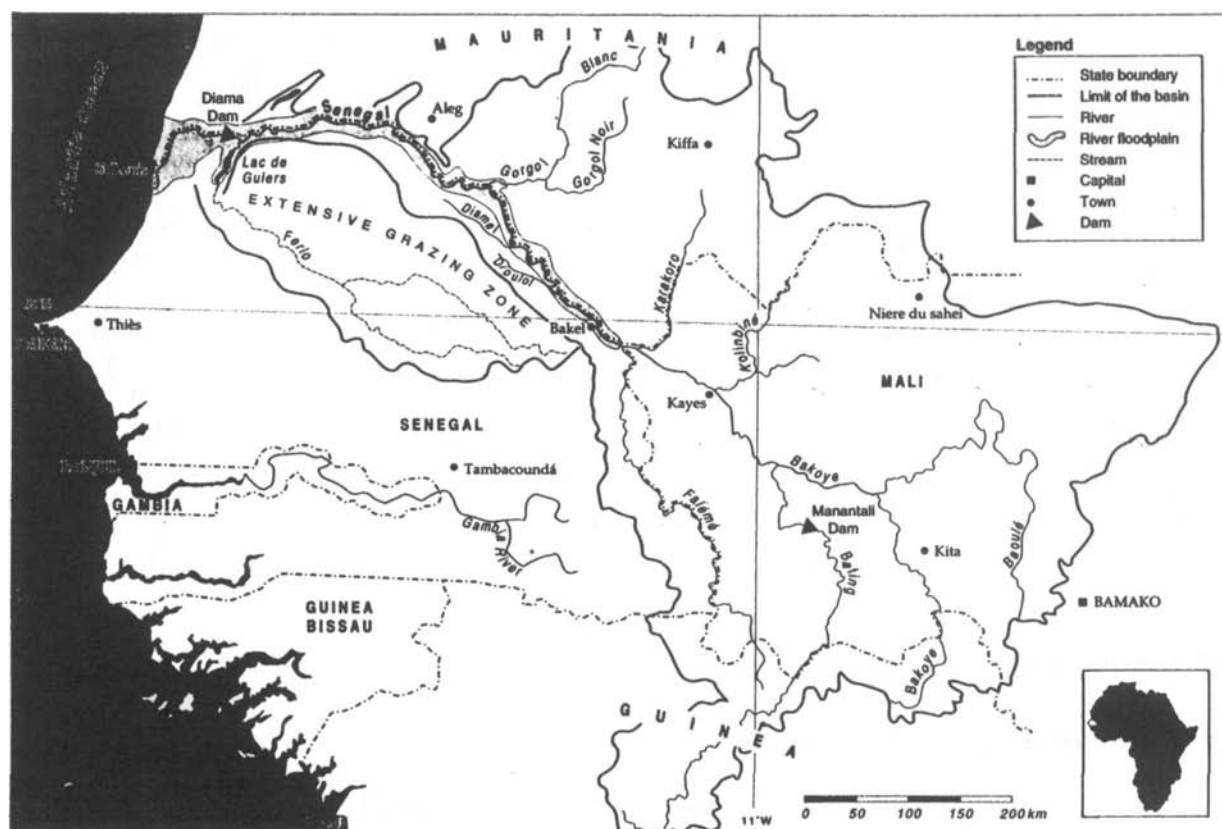 MAURITANIA
Legend
State boundary
Limit of the basin
River
River floodplain
Stream
Capital
Town
Dam
Blanc
Diama
Dam
Senegal
Aleg
Kiffa
Gorgol Noir
Gorgol
Lac de
Guiers
EXTENSIVE GRAZING ZONE
Diamel
Ferlo
Karakoro
Niere du sahel
Thiès
Bakel
Kolinbiné
MALI
Kayes
SENEGAL
Tambacoundá
Bakoye
GAMBIA
Falémé
Manantali
Dam
Gambia River
Kita
Baoulé
Bafing
BAMAKO
GUINEA
BISSAU
Bakoye
GUINEA
0 50 100 150 200 km
11°W